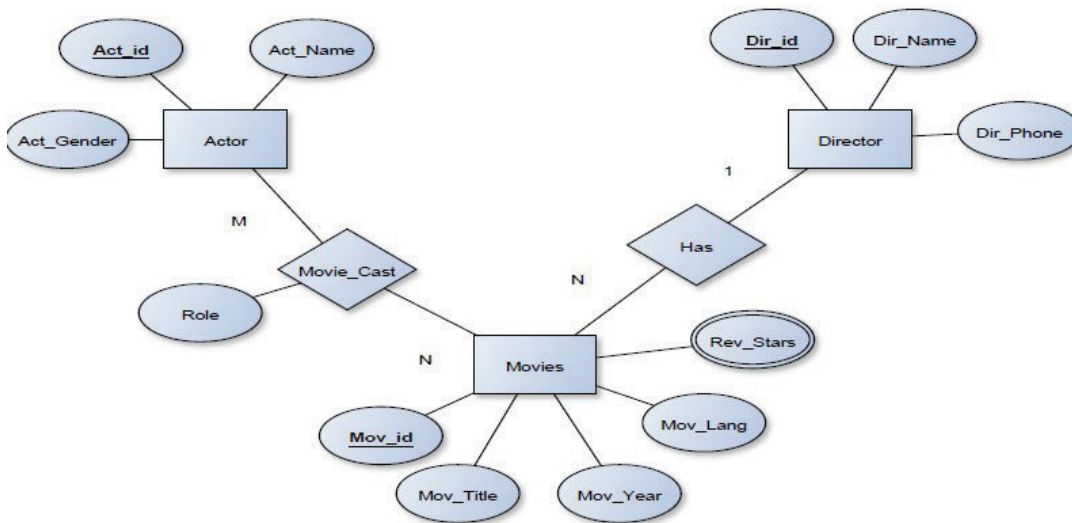 Act_id
Act_Name
Act_Gender
Actor
Dir_id
Dir_Name
Dir_Phone
Director
M
1
Movie_Cast
Has
Role
N
N
Movies
Rev_Stars
Mov_id
Mov_Lang
Mov_Title
Mov_Year